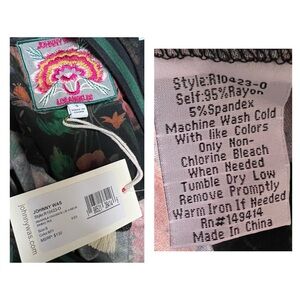 JOHNNY WAS
LOS ANGELES
johnnywas.com
JOHNNY WAS
Style:R10423-O
Self:95%Rayon
5%Spandex
Machine Wash Cold
With like Colors
Only Non-
Chlorine Bleach
When Needed
Tumble Dry Low
Remove Promptly
Warm Iron If Needed
Rn#149414
Made In China